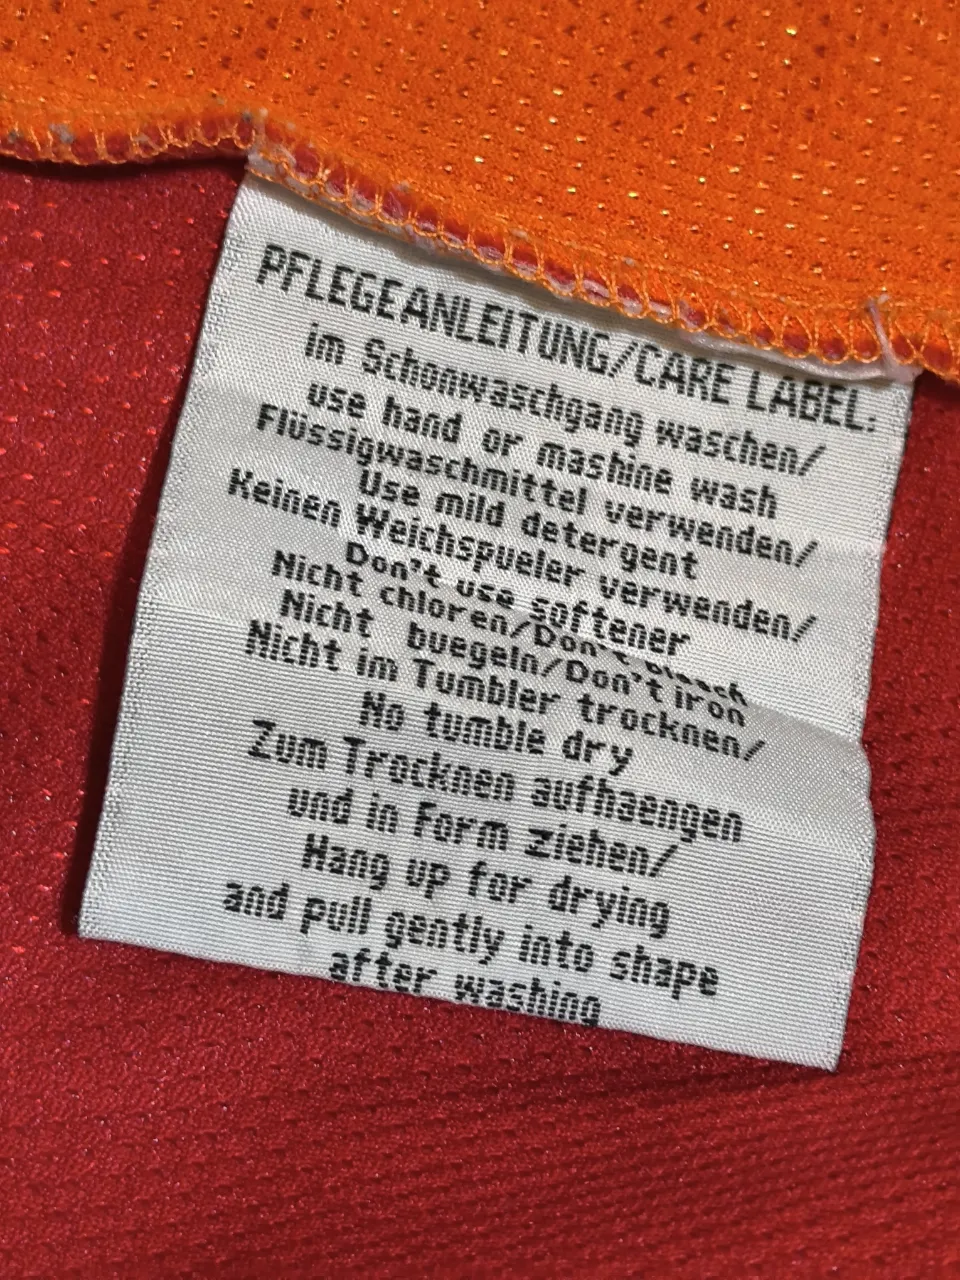 PFLEGEANLEITUNG/CARE LABEL:
im Schonwaschgang waschen/
use hand or mashine wash
Flüssigwaschmittel verwenden/
Use mild detergent
Keinen Weichspueler verwenden/
Don't use softener
Nicht chloren/Don't bleach
Nicht buegeln/Don't iron
Nicht im Tumbler trocknen/
No tumble dry
Zum Trocknen aufhaengen
und in Form ziehen/
Hang up for drying
and pull gently into shape
after washing